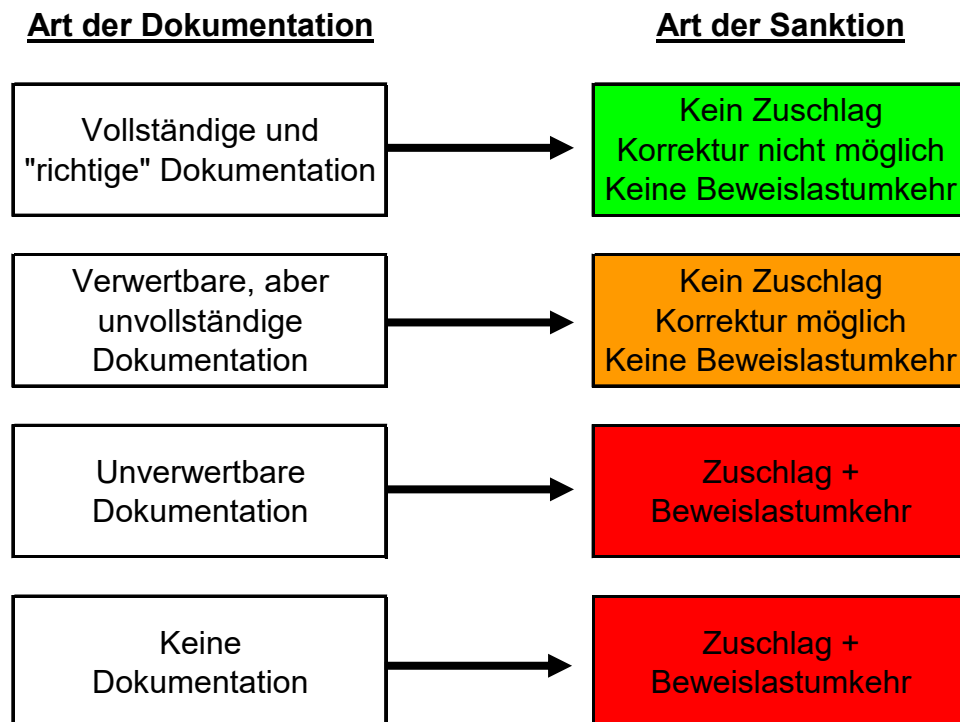 Art der Dokumentation
Art der Sanktion
Vollständige und
"richtige" Dokumentation
Kein Zuschlag
Korrektur nicht möglich
Keine Beweislastumkehr
Verwertbare, aber
unvollständige
Dokumentation
Kein Zuschlag
Korrektur möglich
Keine Beweislastumkehr
Unverwertbare
Dokumentation
Zuschlag +
Beweislastumkehr
Keine
Dokumentation
Zuschlag +
Beweislastumkehr